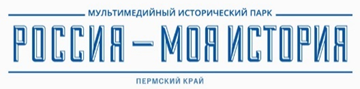 МУЛЬТИМЕДИЙНЫЙ ИСТОРИЧЕСКИЙ ПАРК
РОССИЯ – МОЯ ИСТОРИЯ
ПЕРМСКИЙ КРАЙ